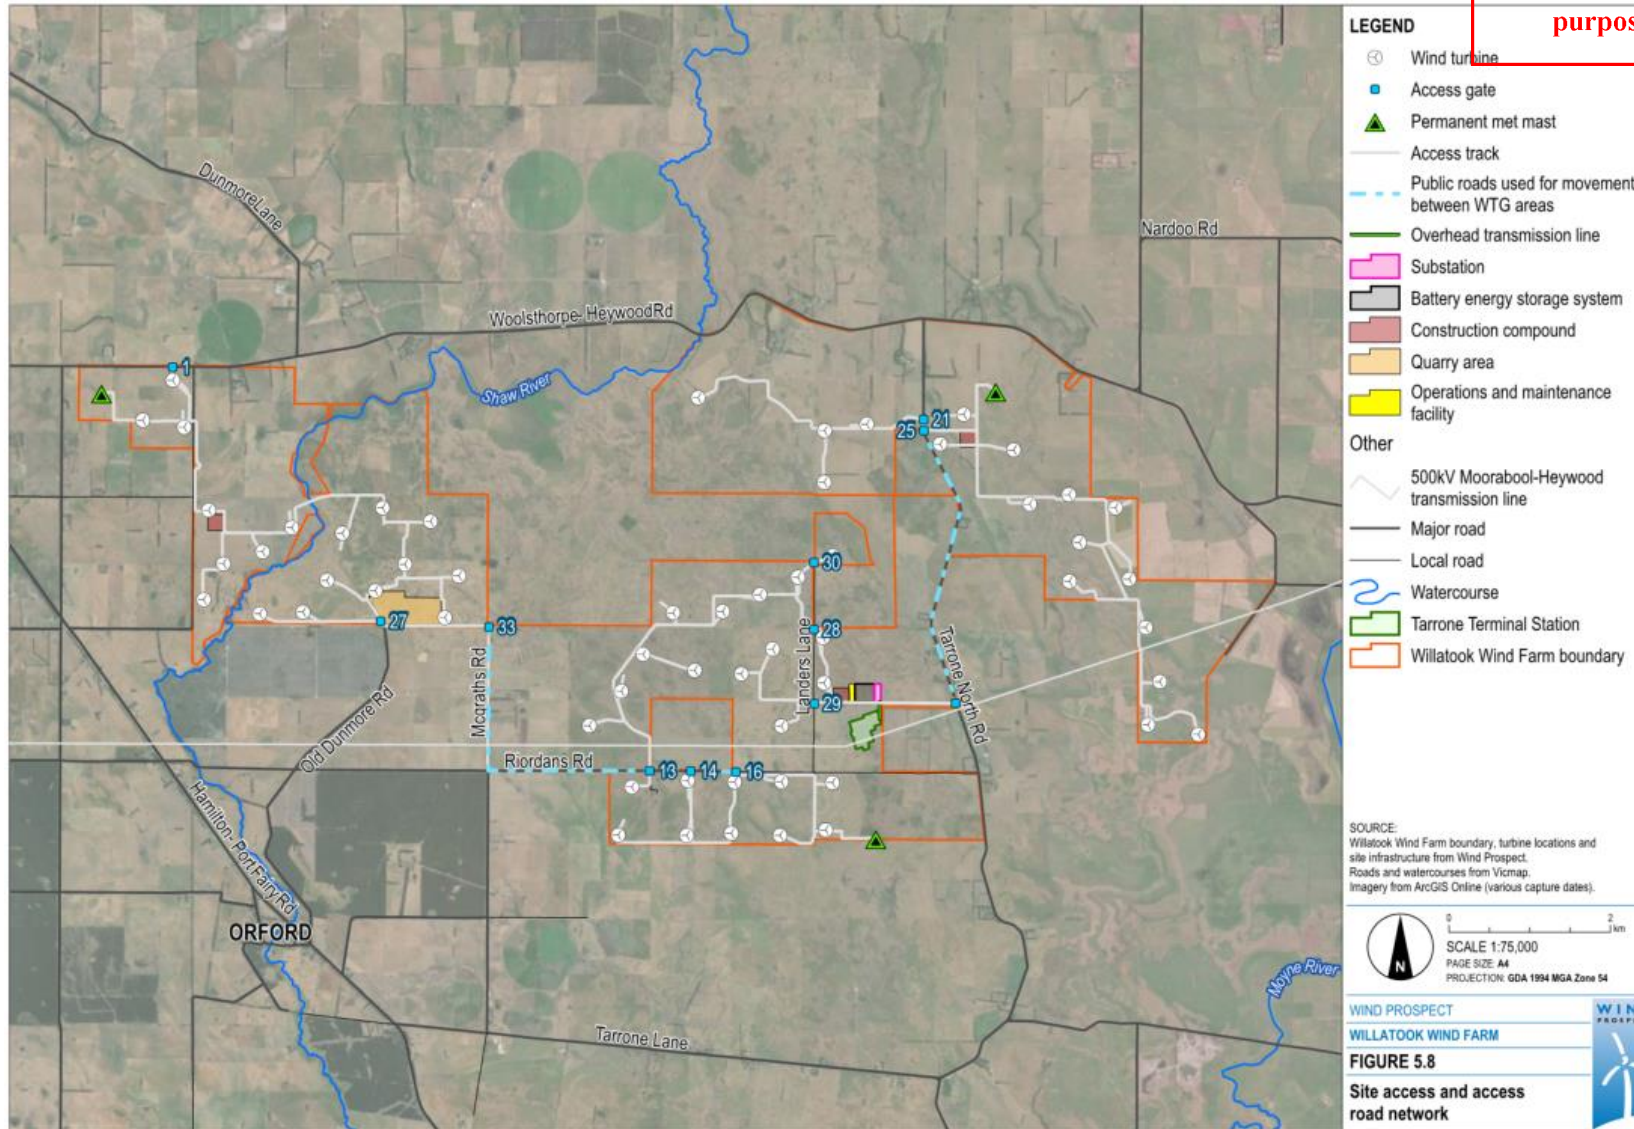 purpos
LEGEND
Wind turbine
Access gate
Permanent met mast
Access track
Public roads used for movement
between WTG areas
Overhead transmission line
Substation
Battery energy storage system
Construction compound
Quarry area
Operations and maintenance
facility
Other
500kV Moorabool-Heywood
transmission line
Major road
Local road
Watercourse
Tarrone Terminal Station
Willatook Wind Farm boundary
SOURCE:
Willatook Wind Farm boundary, turbine locations and
site infrastructure from Wind Prospect.
Roads and watercourses from Vicmap.
Imagery from ArcGIS Online (various capture dates).
0 2
km
N
SCALE 1:75,000
PAGE SIZE: A4
PROJECTION: GDA 1994 MGA Zone 54
WIND PROSPECT
WILLATOOK WIND FARM
FIGURE 5.8
Site access and access
road network
WIN
PROSPE
Dunmore Lane
Nardoo Rd
Woolsthorpe-Heywood Rd
Shaw River
1
21
25
30
27
33
28
Landers Lane
Tarrone North Rd
Mcgraths Rd
29
Old Dunmore Rd
Riordans Rd
13
14
16
Hamilton-Port Fairy Rd
ORFORD
Moyne River
Tarrone Lane